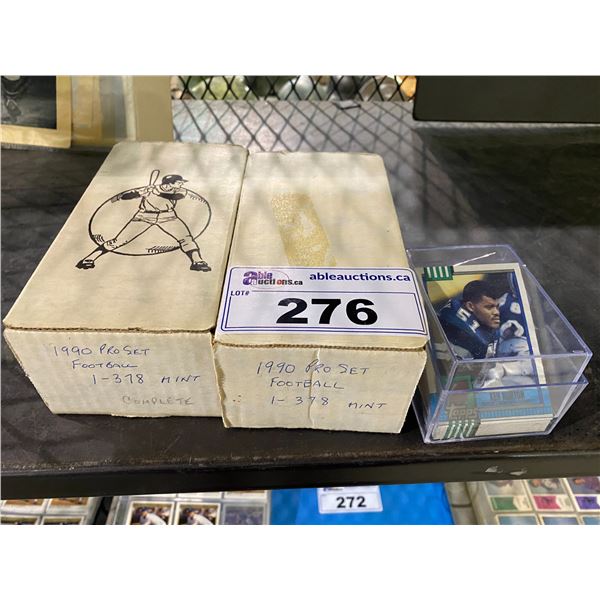 able auctions.ca
ableauctions.ca
LOT#
276
1990 PRO SET
FOOTBALL
1-378 MINT
COMPLETE
1990 PRO SET
FOOTBALL
1-378 MINT
Topps
272